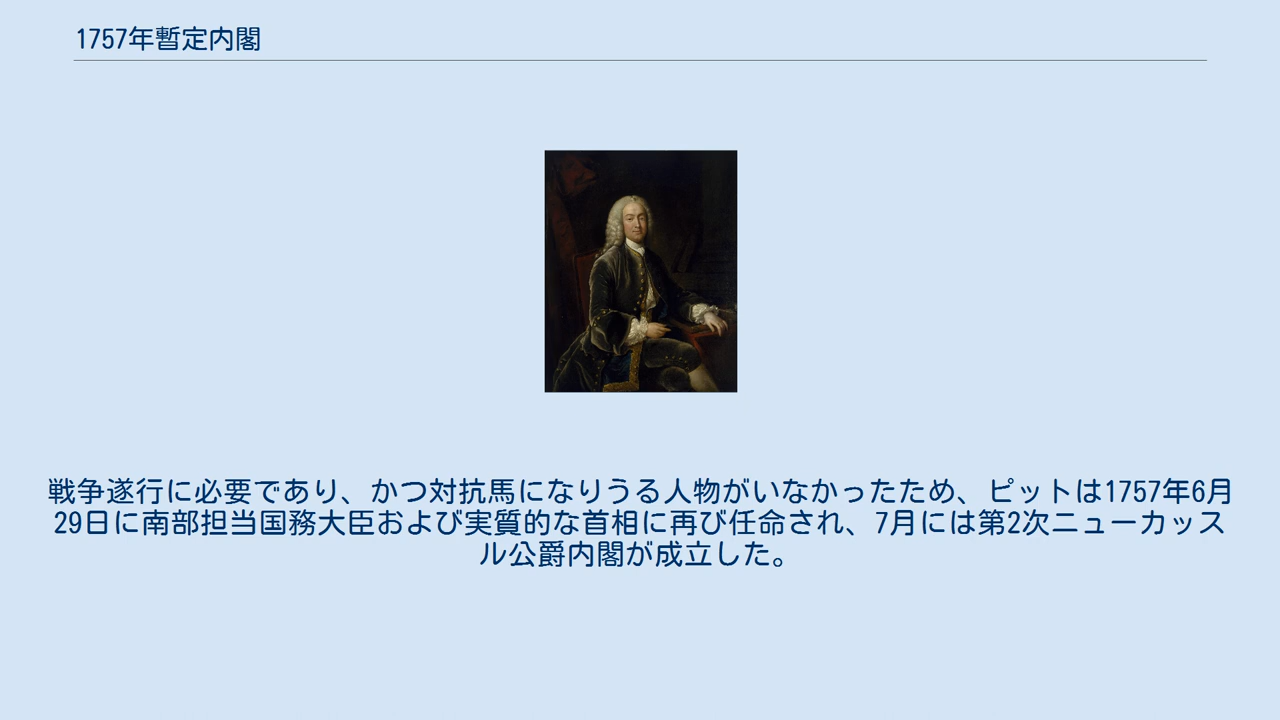 1757年暫定内閣
戦争遂行に必要であり、かつ対抗馬になりうる人物がいなかったため、ピットは1757年6月
29日に南部担当国務大臣および実質的な首相に再び任命され、7月には第2次ニューカッス
ル公爵内閣が成立した。